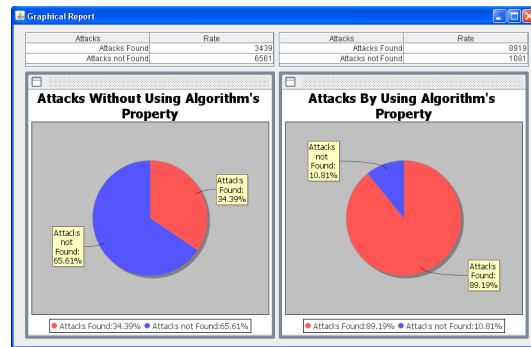 Graphical Report
Attacks Rate
Attacks Found 3439
Attacks not Found 6561
Attacks Rate
Attacks Found 8919
Attacks not Found 1081
Attacks Without Using Algorithm's
Property
Attacks
Found:
34.39%
Attacks
not
Found:
65.61%
Attacks Found:34.39% Attacks not Found:65.61%
Attacks By Using Algorithm's
Property
Attacks
not
Found:
10.81%
Attacks
Found:
89.19%
Attacks Found:89.19% Attacks not Found:10.81%